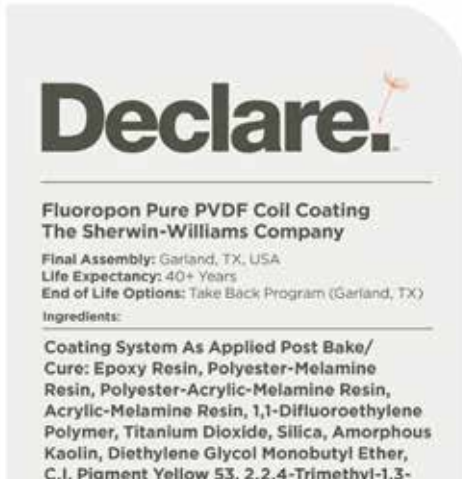 Declare.
Fluoropon Pure PVDF Coil Coating
The Sherwin-Williams Company
Final Assembly: Garland, TX, USA
Life Expectancy: 40+ Years
End of Life Options: Take Back Program (Garland, TX)
Ingredients:
Coating System As Applied Post Bake/
Cure: Epoxy Resin, Polyester-Melamine
Resin, Polyester-Acrylic-Melamine Resin,
Acrylic-Melamine Resin, 1,1-Difluoroethylene
Polymer, Titanium Dioxide, Silica, Amorphous
Kaolin, Diethylene Glycol Monobutyl Ether,
C.I. Pigment Yellow 53, 2,2,4-Trimethyl-1,3-